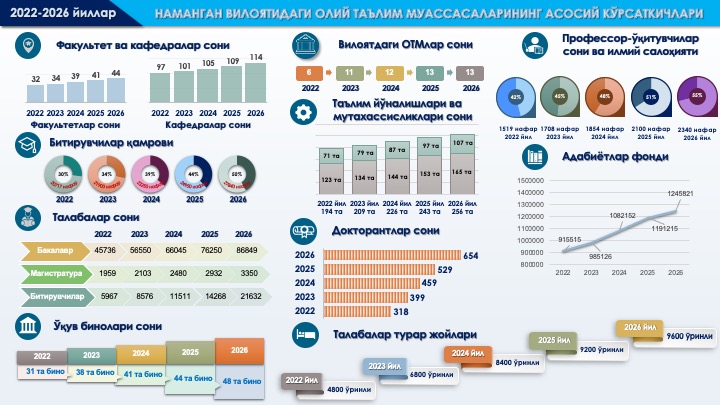 2022-2026 йиллар
НАМАНГАН ВИЛОЯТИДАГИ ОЛИЙ ТАЪЛИМ МУАССАСАЛАРИНИНГ АСОСИЙ КЎРСАТКИЧЛАРИ
Факультет ва кафедралар сони
32 34 39 41 44
2022 2023 2024 2025 2026
Факультетлар сони
97 101 105 109 114
2022 2023 2024 2025 2026
Кафедралар сони
Битирувчилар қамрови
30% 34% 39% 44% 50%
2022 2023 2024 2025 2026
Талабалар сони
2022 2023 2024 2025 2026
Бакалавр 45736 56550 66045 76250 86849
Магистратура 1959 2103 2480 2932 3350
Битирувчилар 5967 8576 11511 14268 21632
Ўқув бинолари сони
2022 2023 2024 2025 2026
31 та бино 38 та бино 41 та бино 44 та бино 48 та бино
Вилоятдаги ОТМлар сони
6 11 12 13 13
2022 2023 2024 2025 2026
Таълим йўналишлари ва
мутахассисликлари сони
71 та 79 та 87 та 97 та 107 та
123 та 134 та 144 та 153 та 165 та
2022 йил 2023 йил 2024 йил 2025 йил 2026 йил
194 та 209 та 226 та 243 та 256 та
Докторантлар сони
2026 654
2025 529
2024 459
2023 399
2022 318
Талабалар турар жойлари
2022 йил
4800 ўринли
2023 йил
6800 ўринли
2024 йил
8400 ўринли
2025 йил
9200 ўринли
2026 йил
9600 ўринли
Профессор-ўқитувчилар
сони ва илмий салоҳияти
42% 45% 48% 51% 55%
1519 нафар 1708 нафар 1854 нафар 2100 нафар 2340 нафар
2022 йил 2023 йил 2024 йил 2025 йил 2026 йил
Адабиётлар фонди
1500000
1400000
1300000
1200000
1100000
1000000
900000
800000
915515
985126
1082152
1191215
1245821
2022 2023 2024 2025 2026